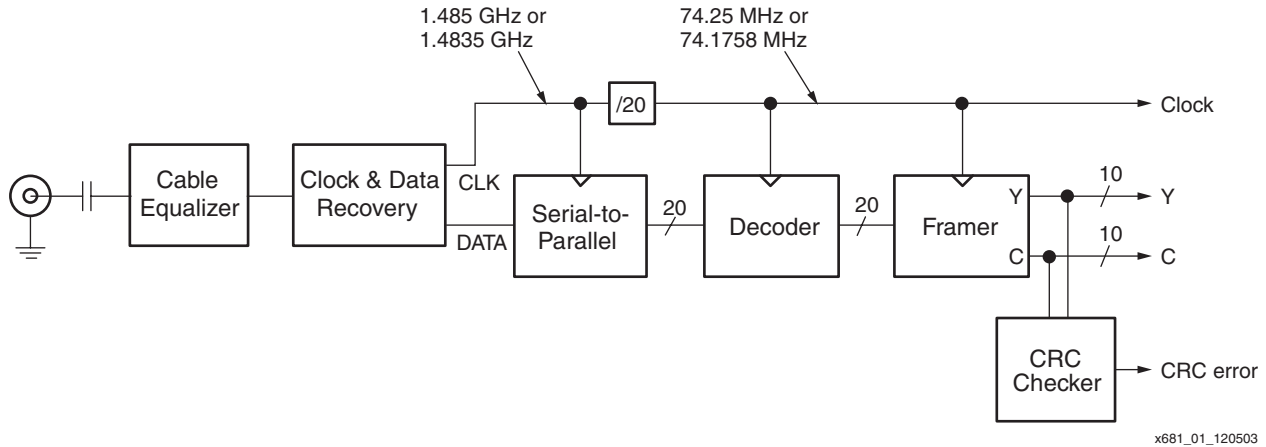 1.485 GHz or
1.4835 GHz
74.25 MHz or
74.1758 MHz
/20
Clock
Cable
Equalizer
Clock & Data
Recovery
CLK
DATA
Serial-to-
Parallel
20
Decoder
20
Framer
Y
C
10
Y
10
C
CRC
Checker
CRC error
x681_01_120503